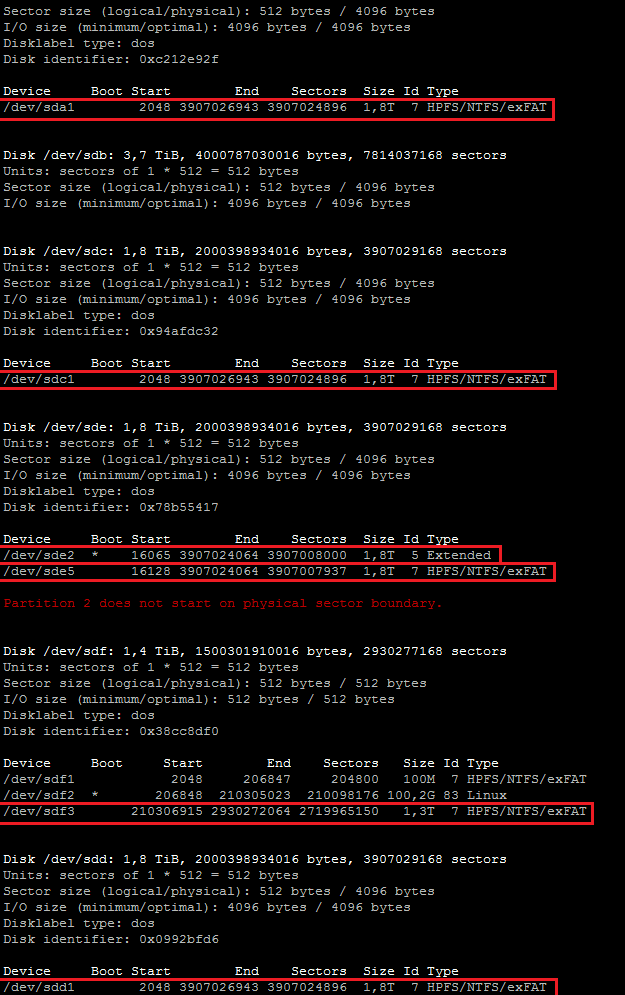 Sector size (logical/physical): 512 bytes / 4096 bytes
I/O size (minimum/optimal): 4096 bytes / 4096 bytes
Disklabel type: dos
Disk identifier: 0xc212e92f
Device Boot Start End Sectors Size Id Type
/dev/sda1 2048 3907026943 3907024896 1,8T 7 HPFS/NTFS/exFAT
Disk /dev/sdb: 3,7 TiB, 4000787030016 bytes, 7814037168 sectors
Units: sectors of 1 * 512 = 512 bytes
Sector size (logical/physical): 512 bytes / 4096 bytes
I/O size (minimum/optimal): 4096 bytes / 4096 bytes
Disk /dev/sdc: 1,8 TiB, 2000398934016 bytes, 3907029168 sectors
Units: sectors of 1 * 512 = 512 bytes
Sector size (logical/physical): 512 bytes / 4096 bytes
I/O size (minimum/optimal): 4096 bytes / 4096 bytes
Disklabel type: dos
Disk identifier: 0x94afdc32
Device Boot Start End Sectors Size Id Type
/dev/sdc1 2048 3907026943 3907024896 1,8T 7 HPFS/NTFS/exFAT
Disk /dev/sde: 1,8 TiB, 2000398934016 bytes, 3907029168 sectors
Units: sectors of 1 * 512 = 512 bytes
Sector size (logical/physical): 512 bytes / 4096 bytes
I/O size (minimum/optimal): 4096 bytes / 4096 bytes
Disklabel type: dos
Disk identifier: 0x78b55417
Device Boot Start End Sectors Size Id Type
/dev/sde2 * 16065 3907024064 3907008000 1,8T 5 Extended
/dev/sde5 16128 3907024064 3907007937 1,8T 7 HPFS/NTFS/exFAT
Partition 2 does not start on physical sector boundary.
Disk /dev/sdf: 1,4 TiB, 1500301910016 bytes, 2930277168 sectors
Units: sectors of 1 * 512 = 512 bytes
Sector size (logical/physical): 512 bytes / 512 bytes
I/O size (minimum/optimal): 512 bytes / 512 bytes
Disklabel type: dos
Disk identifier: 0x38cc8df0
Device Boot Start End Sectors Size Id Type
/dev/sdf1 2048 206847 204800 100M 7 HPFS/NTFS/exFAT
/dev/sdf2 * 206848 210305023 210098176 100,2G 83 Linux
/dev/sdf3 210306915 2930272064 2719965150 1,3T 7 HPFS/NTFS/exFAT
Disk /dev/sdd: 1,8 TiB, 2000398934016 bytes, 3907029168 sectors
Units: sectors of 1 * 512 = 512 bytes
Sector size (logical/physical): 512 bytes / 4096 bytes
I/O size (minimum/optimal): 4096 bytes / 4096 bytes
Disklabel type: dos
Disk identifier: 0x0992bfd6
Device Boot Start End Sectors Size Id Type
/dev/sdd1 2048 3907026943 3907024896 1,8T 7 HPFS/NTFS/exFAT